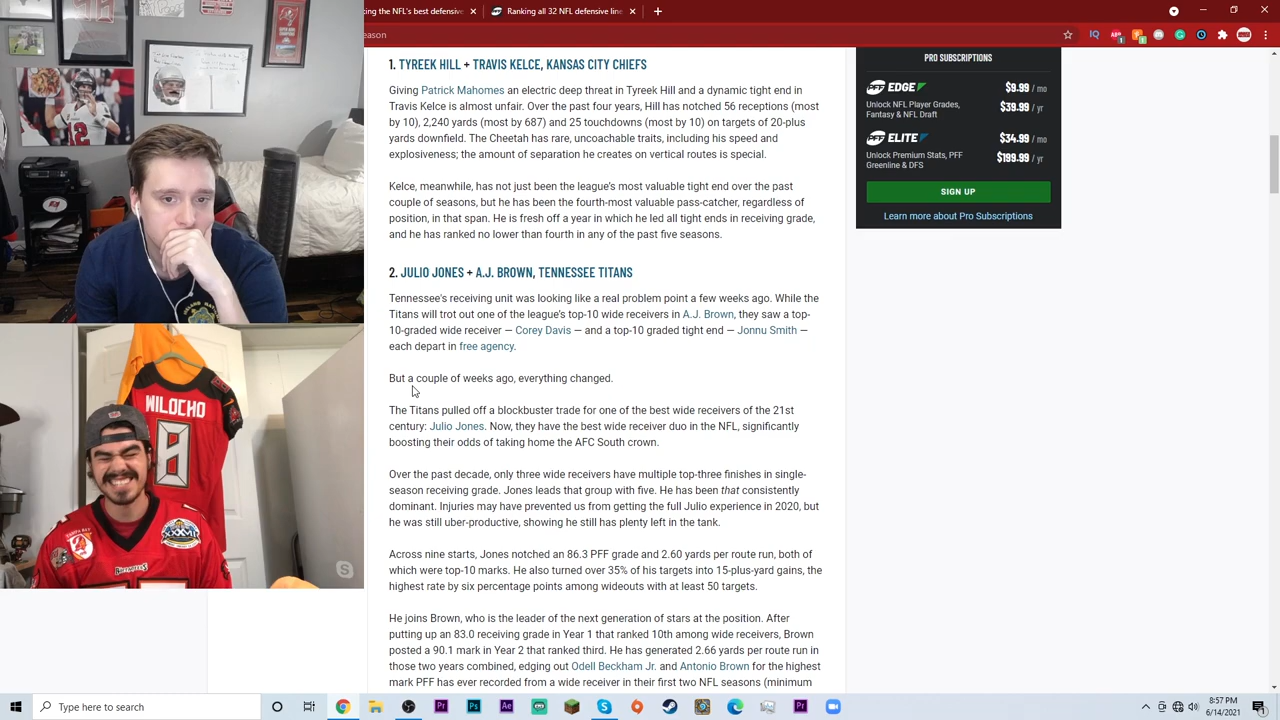 king the NFL's defensive
Ranking all 32 NFL defensive line
eason
1. TYREEK HILL + TRAVIS KELCE, KANSAS CITY CHIEFS
Giving Patrick Mahomes an electric deep threat in Tyreek Hill and a dynamic tight end in
Travis Kelce is almost unfair. Over the past four years, Hill has notched 56 receptions (most
by 10), 2,240 yards (most by 687) and 25 touchdowns (most by 10) on targets of 20-plus
yards downfield. The Cheetah has rare, uncoachable traits, including his speed and
explosiveness; the amount of separation he creates on vertical routes is special.
Kelce, meanwhile, has not just been the league's most valuable tight end over the past
couple of seasons, but he has been the fourth-most valuable pass-catcher, regardless of
position, in that span. He is fresh off a year in which he led all tight ends in receiving grade,
and he has ranked no lower than fourth in any of the past five seasons.
2. JULIO JONES + A.J. BROWN, TENNESSEE TITANS
Tennessee's receiving unit was looking like a real problem point a few weeks ago. While the
Titans will trot out one of the league's top-10 wide receivers in A.J. Brown, they saw a top-
10-graded wide receiver — Corey Davis — and a top-10 graded tight end — Jonnu Smith —
each depart in free agency.
But a couple of weeks ago, everything changed.
The Titans pulled off a blockbuster trade for one of the best wide receivers of the 21st
century: Julio Jones. Now, they have the best wide receiver duo in the NFL, significantly
boosting their odds of taking home the AFC South crown.
Over the past decade, only three wide receivers have multiple top-three finishes in single-
season receiving grade. Jones leads that group with five. He has been that consistently
dominant. Injuries may have prevented us from getting the full Julio experience in 2020, but
he was still uber-productive, showing he still has plenty left in the tank.
Across nine starts, Jones notched an 86.3 PFF grade and 2.60 yards per route run, both of
which were top-10 marks. He also turned over 35% of his targets into 15-plus-yard gains, the
highest rate by six percentage points among wideouts with at least 50 targets.
He joins Brown, who is the leader of the next generation of stars at the position. After
putting up an 83.0 receiving grade in Year 1 that ranked 10th among wide receivers, Brown
posted a 90.1 mark in Year 2 that ranked third. He has generated 2.66 yards per route run in
those two years combined, edging out Odell Beckham Jr. and Antonio Brown for the highest
mark PFF has ever recorded from a wide receiver in their first two NFL seasons (minimum
PRO SUBSCRIPTIONS
PFF EDGE $9.99 / mo
Unlock NFL Player Grades,
Fantasy & NFL Draft
$39.99 / yr
PFF ELITE $34.99 / mo
Unlock Premium Stats, PFF
Greenline & DFS
$199.99 / yr
SIGN UP
Learn more about Pro Subscriptions
12
WILOCHO
8
TAMPA BAY
XXXVII
BUCCANEERS
Type here to search
8:57 PM
6/14/2021